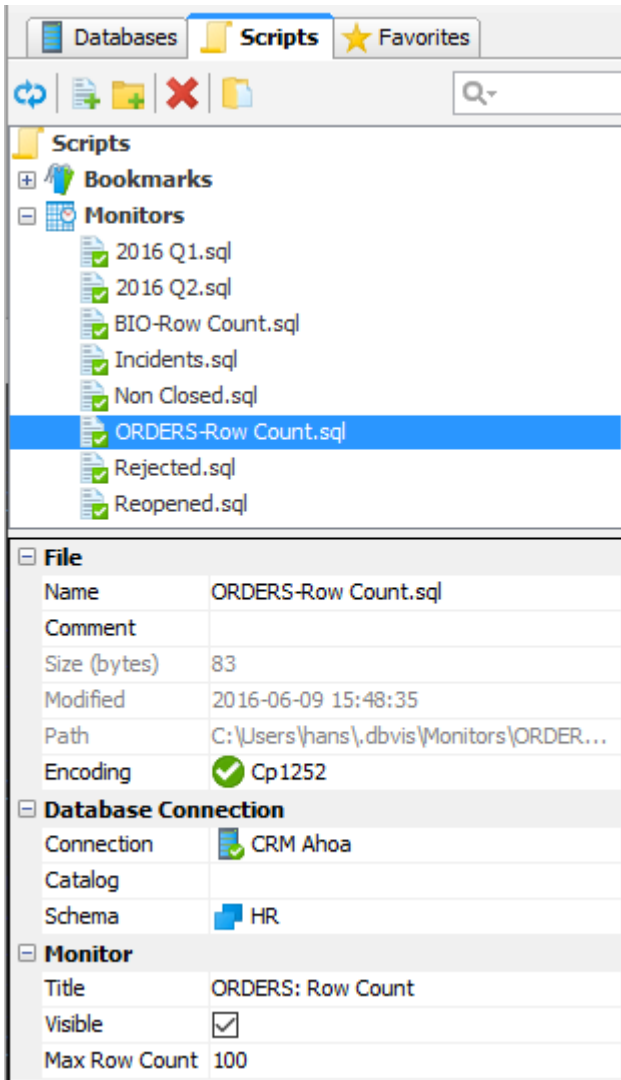 Databases Scripts Favorites
Scripts
Bookmarks
Monitors
2016 Q1.sql
2016 Q2.sql
BIO-Row Count.sql
Incidents.sql
Non Closed.sql
ORDERS-Row Count.sql
Rejected.sql
Reopened.sql
File
Name ORDERS-Row Count.sql
Comment
Size (bytes) 83
Modified 2016-06-09 15:48:35
Path C:\Users\hans\.dbvis\Monitors\ORDER...
Encoding Cp1252
Database Connection
Connection CRM Ahoa
Catalog
Schema HR
Monitor
Title ORDERS: Row Count
Visible
Max Row Count 100